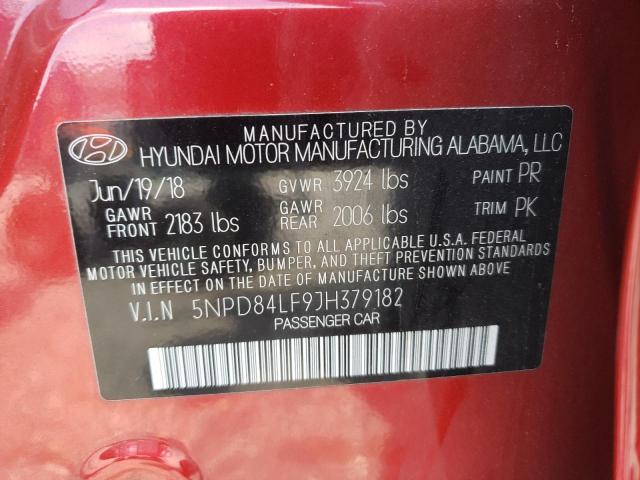 MANUFACTURED BY
HYUNDAI MOTOR MANUFACTURING ALABAMA, LLC
Jun/19/18 GVWR 3924 lbs PAINT PR
GAWR FRONT 2183 lbs GAWR REAR 2006 lbs TRIM PK
THIS VEHICLE CONFORMS TO ALL APPLICABLE U.S.A. FEDERAL
MOTOR VEHICLE SAFETY, BUMPER, AND THEFT PREVENTION STANDARDS
IN EFFECT ON THE DATE OF MANUFACTURE SHOWN ABOVE.
V.I.N 5NPD84LF9JH379182
PASSENGER CAR